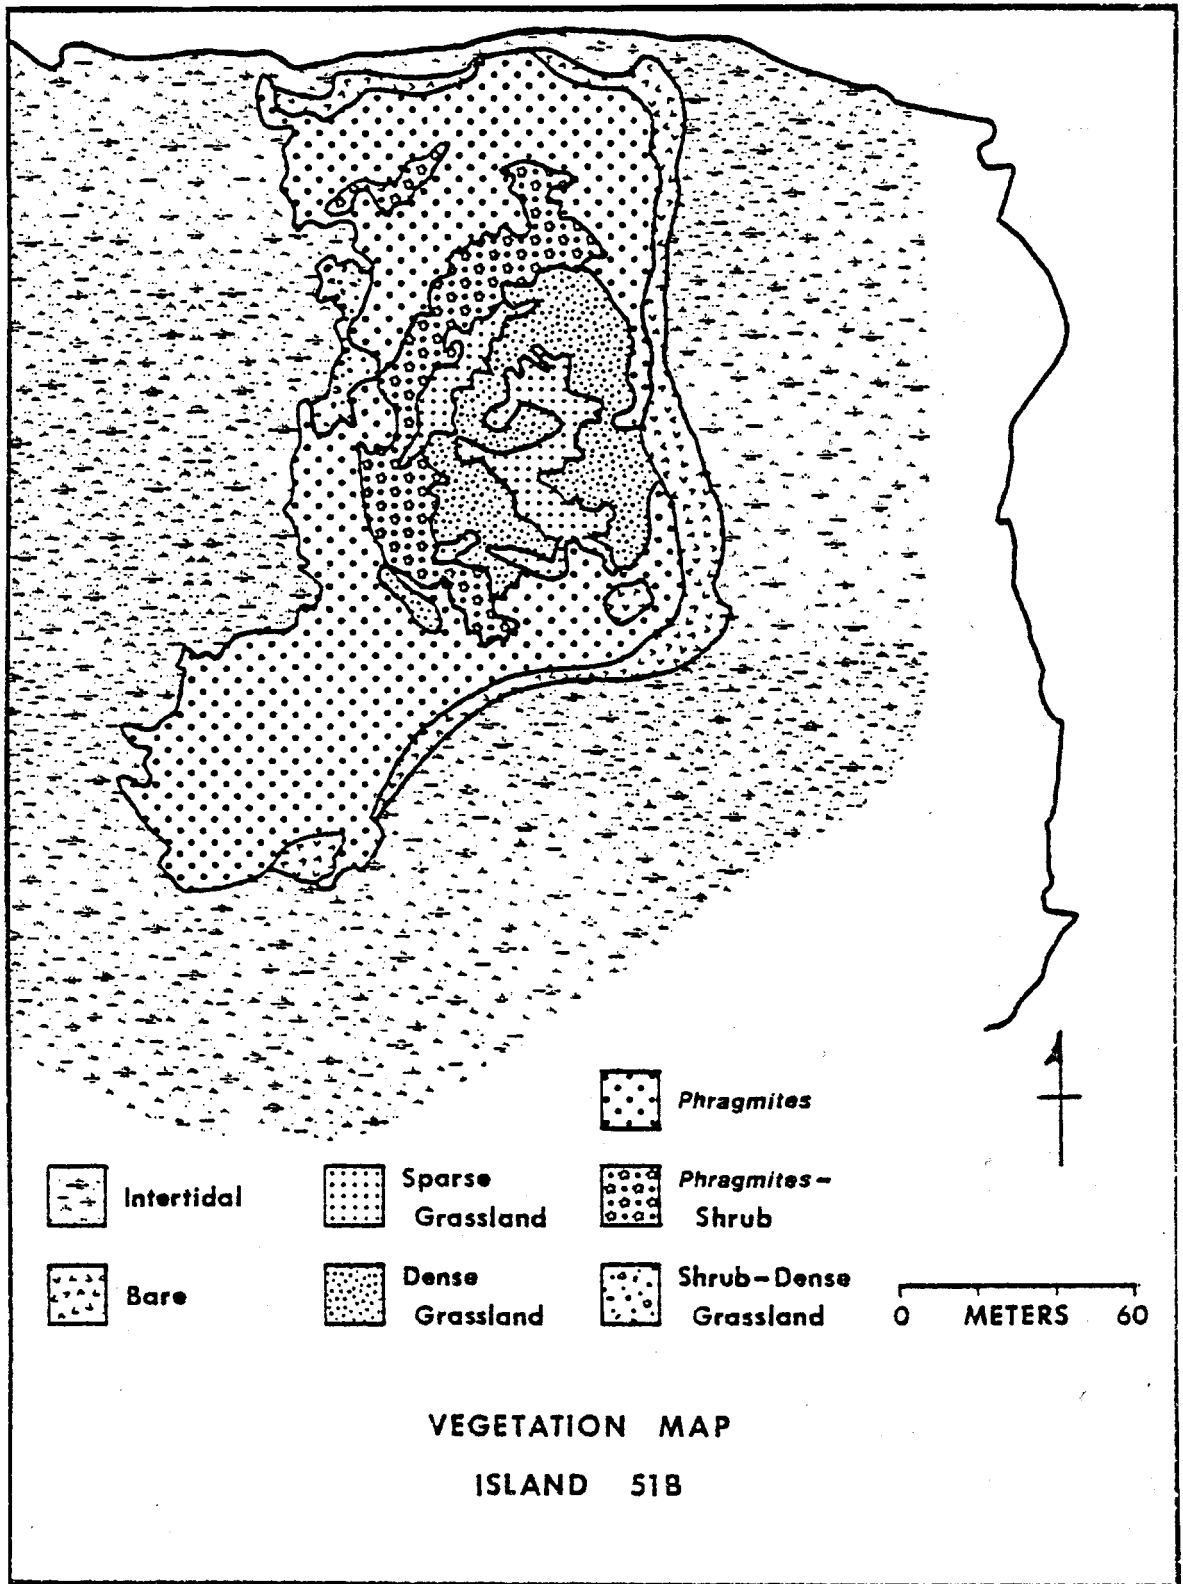 Phragmites
Intertidal
Sparse
Grassland
Phragmites-
Shrub
Bare
Dense
Grassland
Shrub-Dense
Grassland
0 METERS 60
VEGETATION MAP
ISLAND 51B